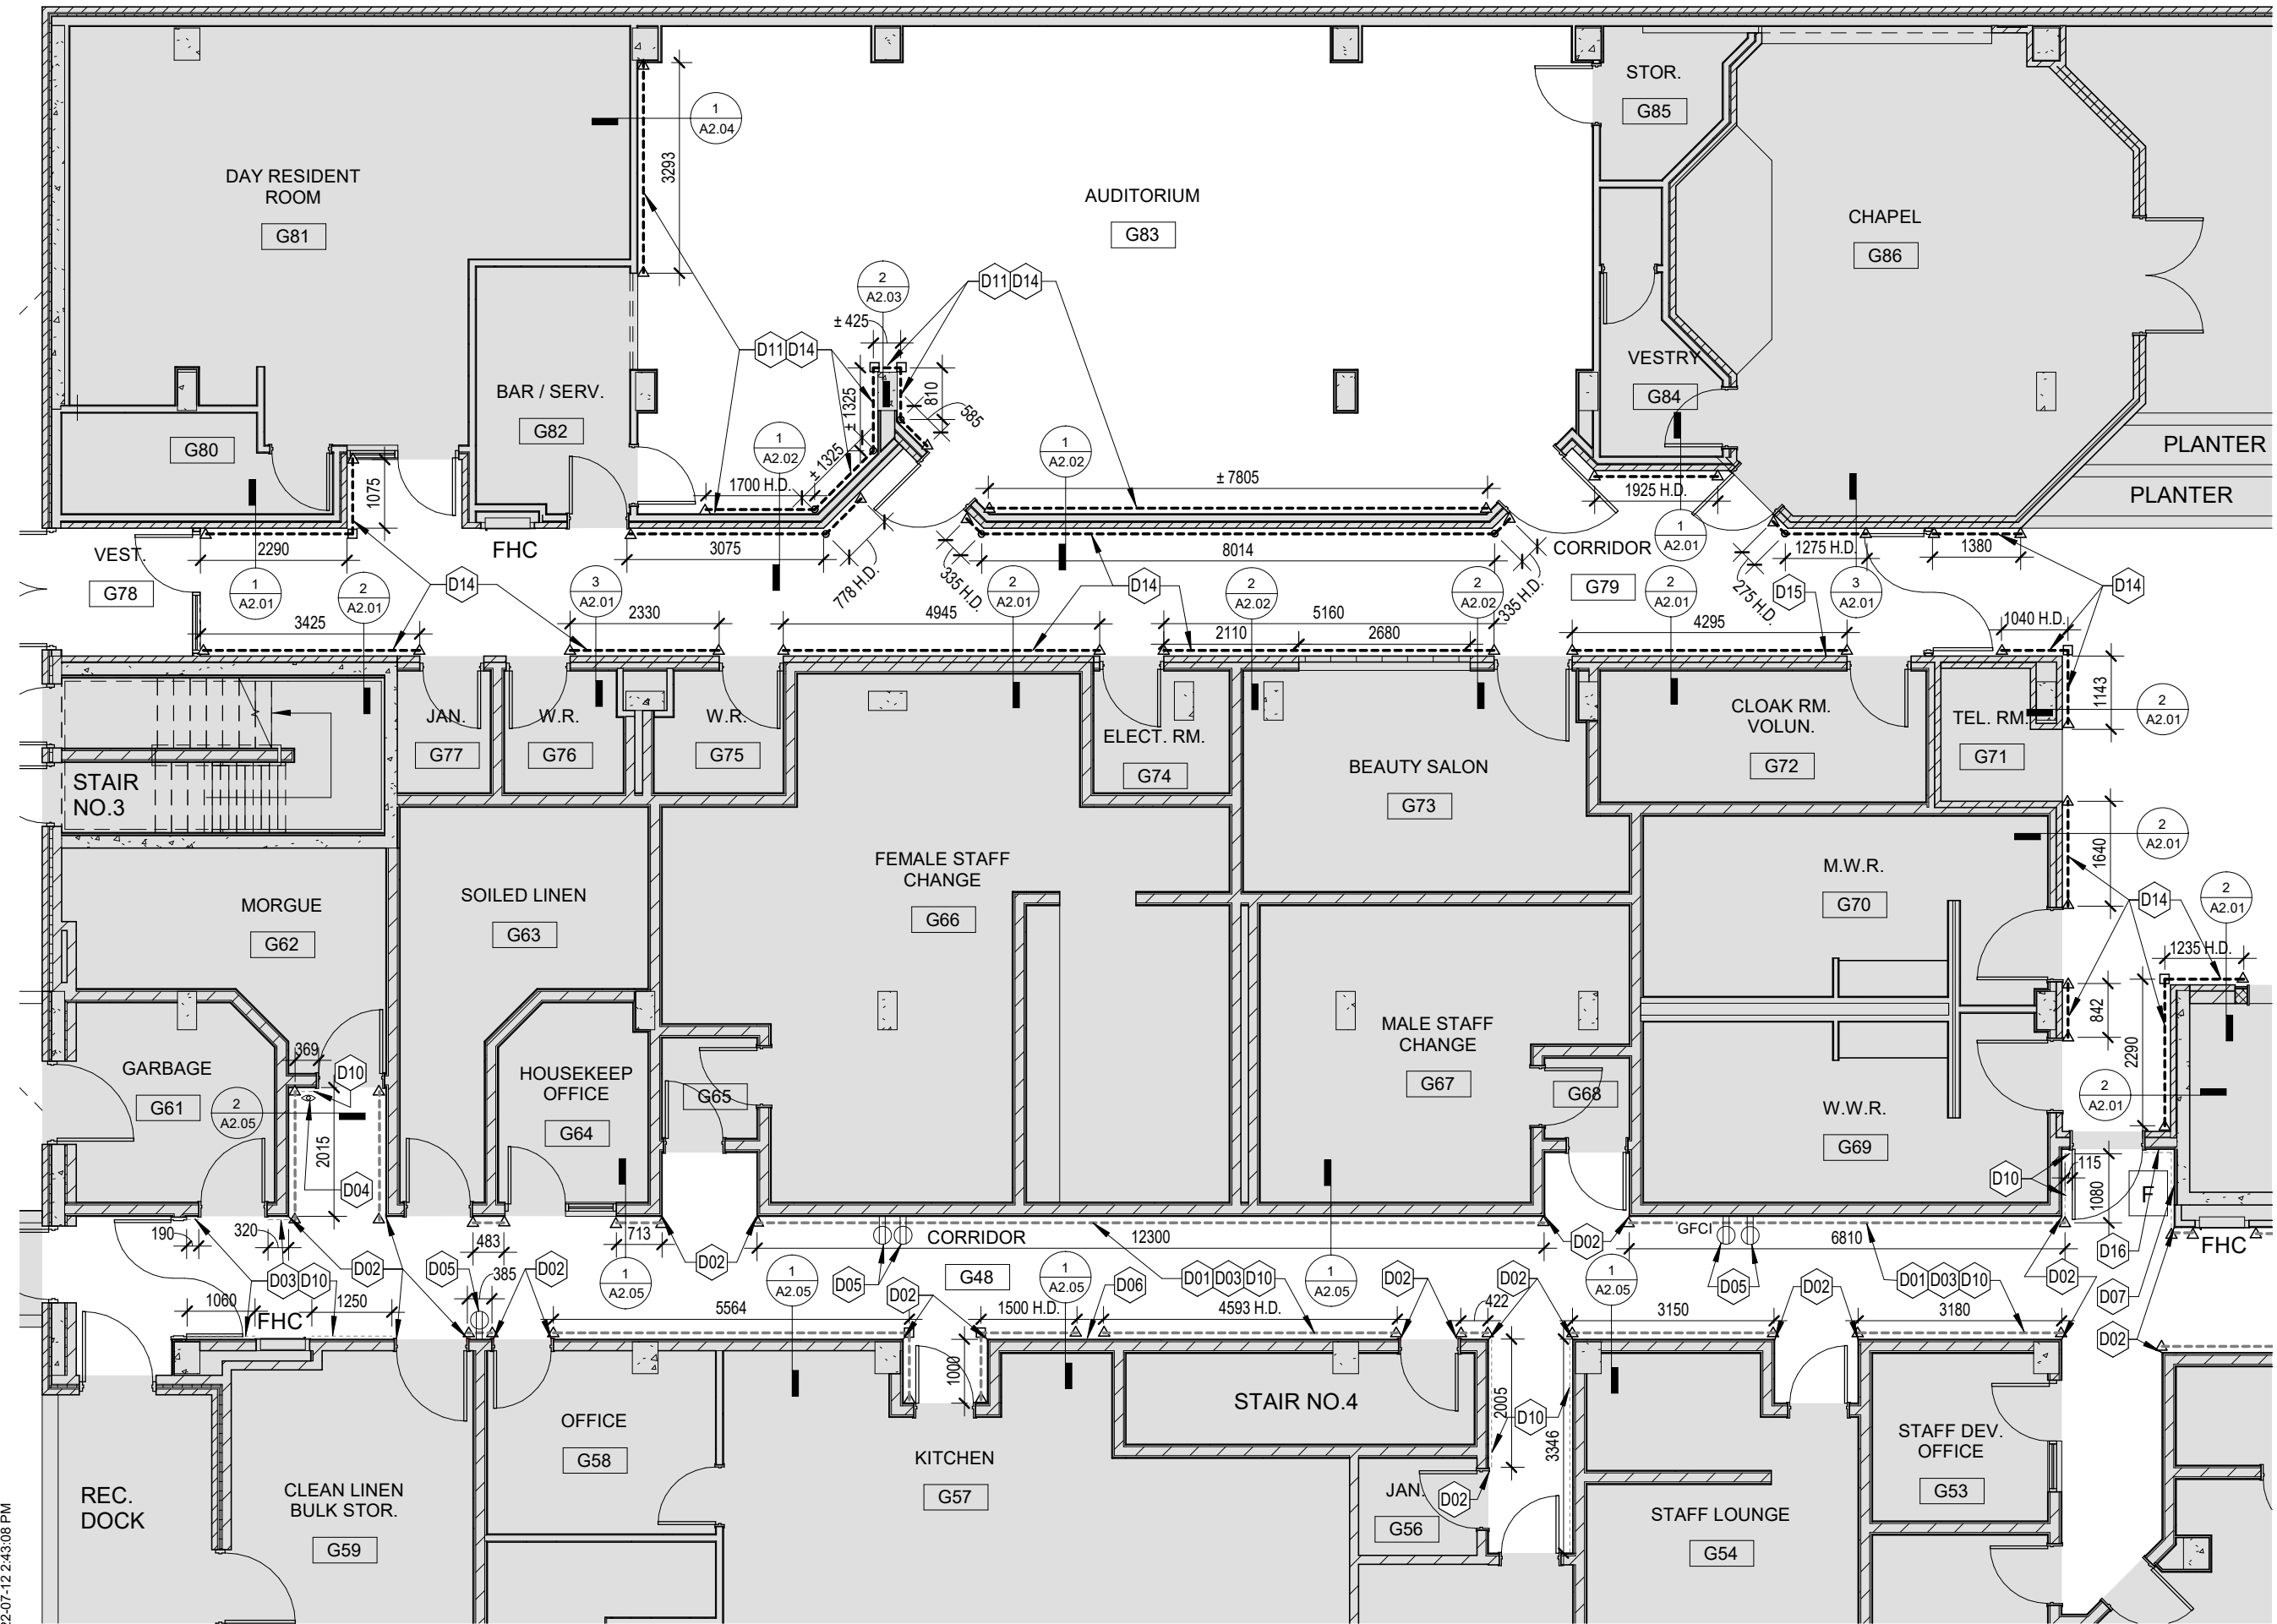 STOR.
G85
1
A2.04
3293
DAY RESIDENT
ROOM
G81
AUDITORIUM
G83
CHAPEL
G86
2
A2.03
D11
D14
± 425
D11
D14
BAR / SERV.
G82
± 1325
810
585
VESTRY
G84
G80
1
A2.02
± 1325
1
A2.02
PLANTER
PLANTER
1075
1700 H.D.
± 7805
1925 H.D.
1
A2.01
VEST.
G78
2290
FHC
3075
778 H.D.
335 H.D.
8014
335 H.D.
CORRIDOR
G79
275 H.D.
1275 H.D.
1380
1
A2.01
2
A2.01
D14
3
A2.01
2
A2.01
D14
2
A2.02
2
A2.02
2
A2.01
D15
3
A2.01
D14
3425
2330
4945
5160
2110
2680
4295
1040 H.D.
1143
2
A2.01
JAN.
G77
W.R.
G76
W.R.
G75
ELECT. RM.
G74
BEAUTY SALON
G73
CLOAK RM.
VOLUN.
G72
TEL. RM.
G71
STAIR
NO.3
2
A2.01
1640
MORGUE
G62
SOILED LINEN
G63
FEMALE STAFF
CHANGE
G66
M.W.R.
G70
D14
2
A2.01
1235 H.D.
842
2290
GARBAGE
G61
369
D10
2
A2.05
2015
D04
HOUSEKEEP
OFFICE
G64
G65
MALE STAFF
CHANGE
G67
G68
W.W.R.
G69
2
A2.01
D10
115
1080
F
190
320
483
713
D02
CORRIDOR
12300
D02
GFCI
6810
D16
FHC
D03
D10
D02
D05
385
D02
1
A2.05
1
A2.05
D05
D02
G48
1
A2.05
D06
D01
D03
D10
1
A2.05
D02
D02
1
A2.05
D05
D02
D01
D03
D10
D02
D07
D02
1060
FHC
1250
5564
1500 H.D.
4593 H.D.
422
3150
3180
1000
2005
3346
D10
D02
REC.
DOCK
CLEAN LINEN
BULK STOR.
G59
OFFICE
G58
KITCHEN
G57
STAIR NO.4
JAN.
G56
STAFF LOUNGE
G54
STAFF DEV.
OFFICE
G53
22-07-12 2:43:08 PM